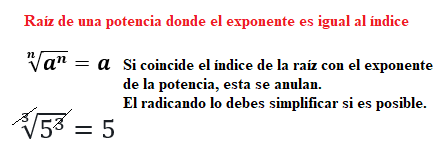 Raíz de una potencia donde el exponente es igual al índice
ⁿ√aⁿ = a
Si coincide el índice de la raíz con el exponente
de la potencia, esta se anulan.
El radicando lo debes simplificar si es posible.
³√5³ = 5